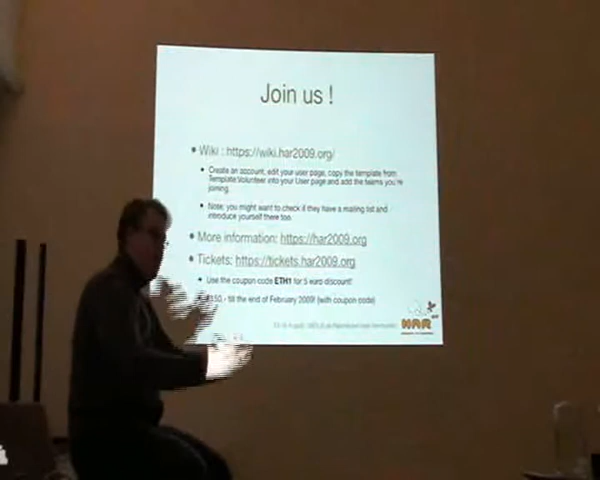 Join us !
• Wiki : https://wiki.har2009.org/
• Create an account, edit your user page, copy the template from
Template:Volunteer into your User page and add the teams you're
joining.
• Note: you might want to check if they have a mailing list and
introduce yourself there too
• More information: https://har2009.org
• Tickets: https://tickets.har2009.org
• Use the coupon code ETH1 for 5 euro discount!
150,- till the end of February 2009! (with coupon code)
HAR